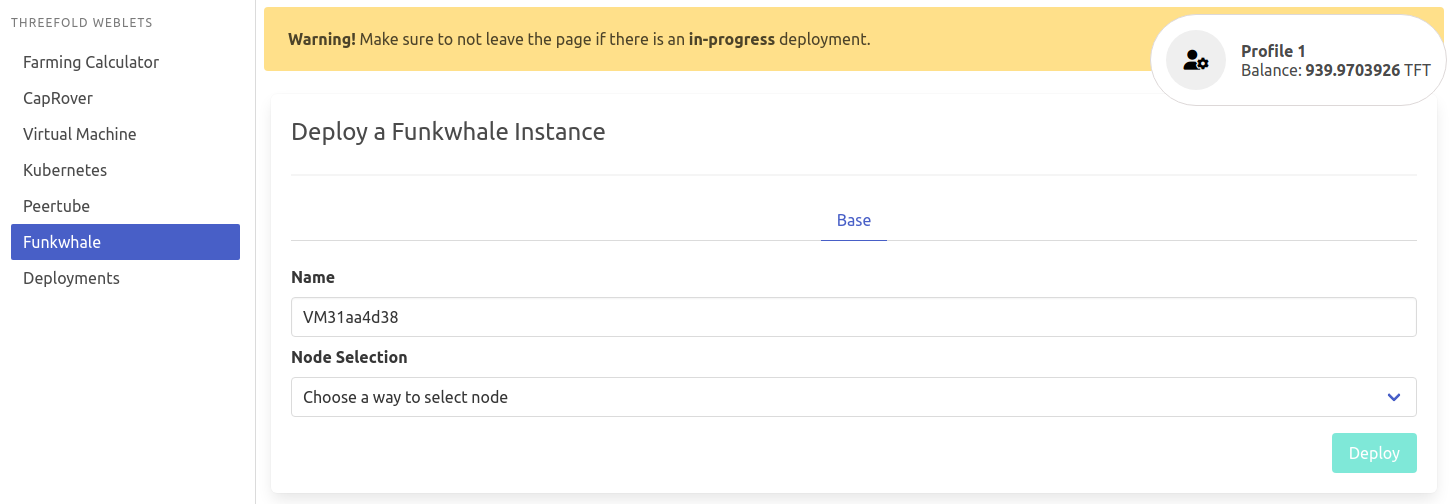 THREEFOLD WEBLETS
Farming Calculator
CapRover
Virtual Machine
Kubernetes
Peertube
Funkwhale
Deployments
Warning! Make sure to not leave the page if there is an in-progress deployment.
Profile 1
Balance: 939.9703926 TFT
Deploy a Funkwhale Instance
Base
Name
VM31aa4d38
Node Selection
Choose a way to select node
Deploy